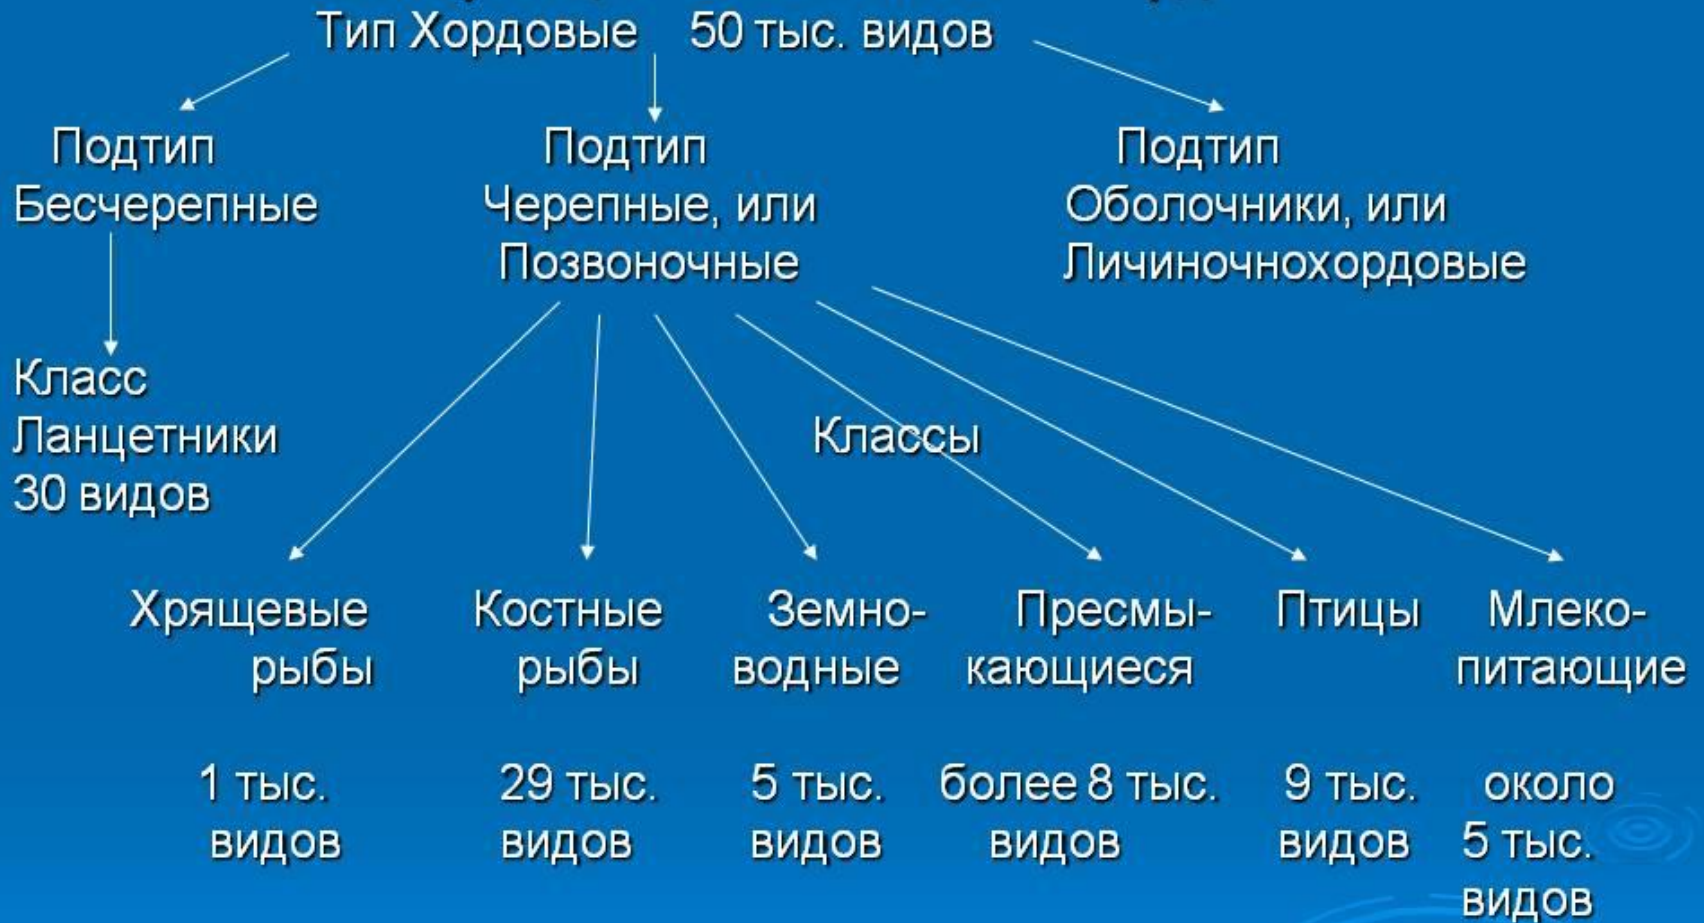 Тип Хордовые 50 тыс. видов
Подтип
Бесчерепные
Подтип
Черепные, или
Позвоночные
Подтип
Оболочники, или
Личиночнохордовые
Класс
Ланцетники
30 видов
Классы
Хрящевые
рыбы
Костные
рыбы
Земно-
водные
Пресмы-
кающиеся
Птицы
Млеко-
питающие
1 тыс.
видов
29 тыс.
видов
5 тыс.
видов
более 8 тыс.
видов
9 тыс.
видов
около
5 тыс.
видов